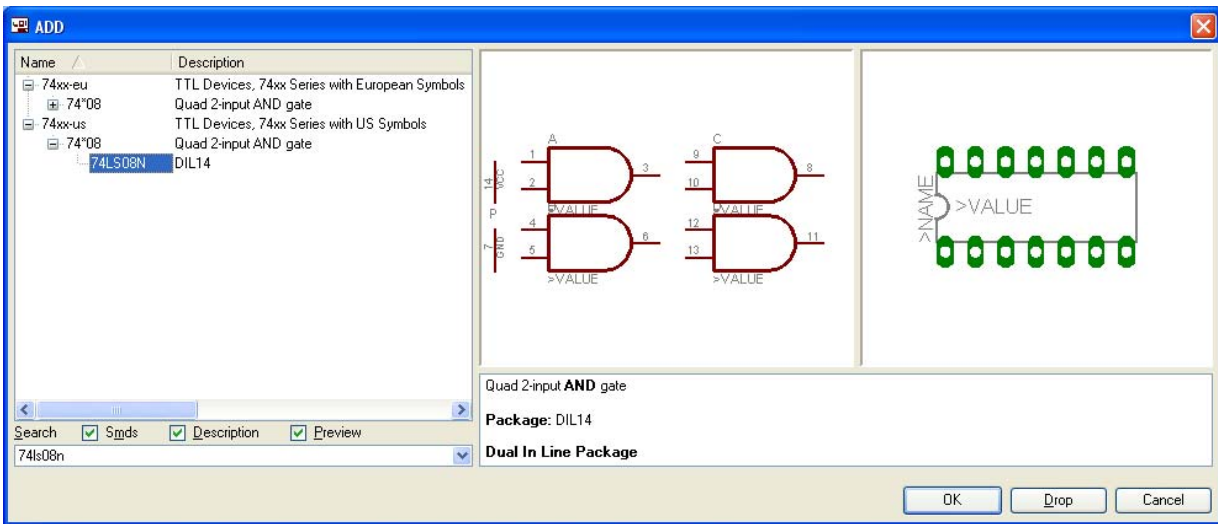 ADD
Name Description
74xx-eu TTL Devices, 74xx Series with European Symbols
74*08 Quad 2-input AND gate
74xx-us TTL Devices, 74xx Series with US Symbols
74*08 Quad 2-input AND gate
74LS08N DIL14
Search Smds Description Preview
74ls08n
A
1
2
3
>VALUE
4
5
6
>VALUE
C
9
10
8
>VALUE
12
13
11
>VALUE
14
VCC
P
7
GND
>NAME
>VALUE
Quad 2-input AND gate
Package: DIL14
Dual In Line Package
OK Drop Cancel